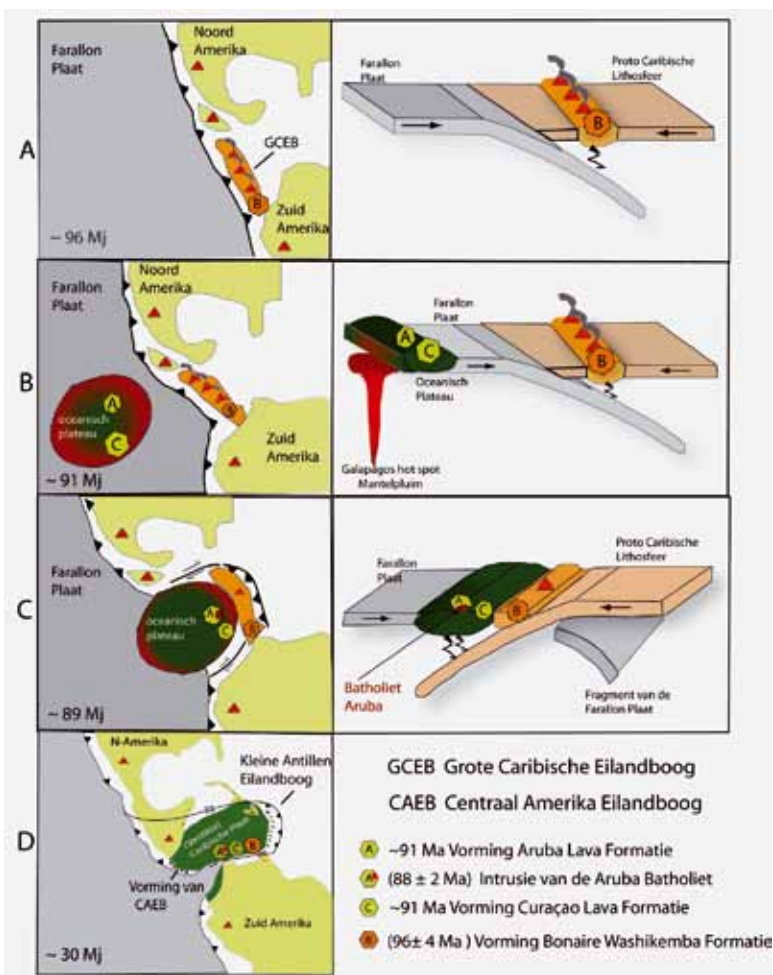 A
Farallon
Plaat
Noord
Amerika
GCEB
B
Zuid
Amerika
~ 96 Mj
Farallon
Plaat
Proto Caribische
Lithosfeer
B
B
Farallon
Plaat
Noord
Amerika
oceanisch
plateau
A
C
B
Zuid
Amerika
~ 91 Mj
Farallon
Plaat
A
C
B
Oceanisch
Plateau
Galapagos hot spot
Mantelpluim
C
Farallon
Plaat
oceanisch
plateau
A
C
B
~ 89 Mj
Farallon
Plaat
Proto Caribische
Lithosfeer
A
C
B
Batholiet
Aruba
Fragment van de
Farallon Plaat
D
N-Amerika
Kleine Antillen
Eilandboog
Caribische Plaat
A
C
B
Vorming van
CAEB
Zuid Amerika
~ 30 Mj
GCEB Grote Caribische Eilandboog
CAEB Centraal Amerika Eilandboog
A ~91 Ma Vorming Aruba Lava Formatie
A (88 ± 2 Ma) Intrusie van de Aruba Batholiet
C ~91 Ma Vorming Curaçao Lava Formatie
B (96± 4 Ma ) Vorming Bonaire Washikemba Formatie